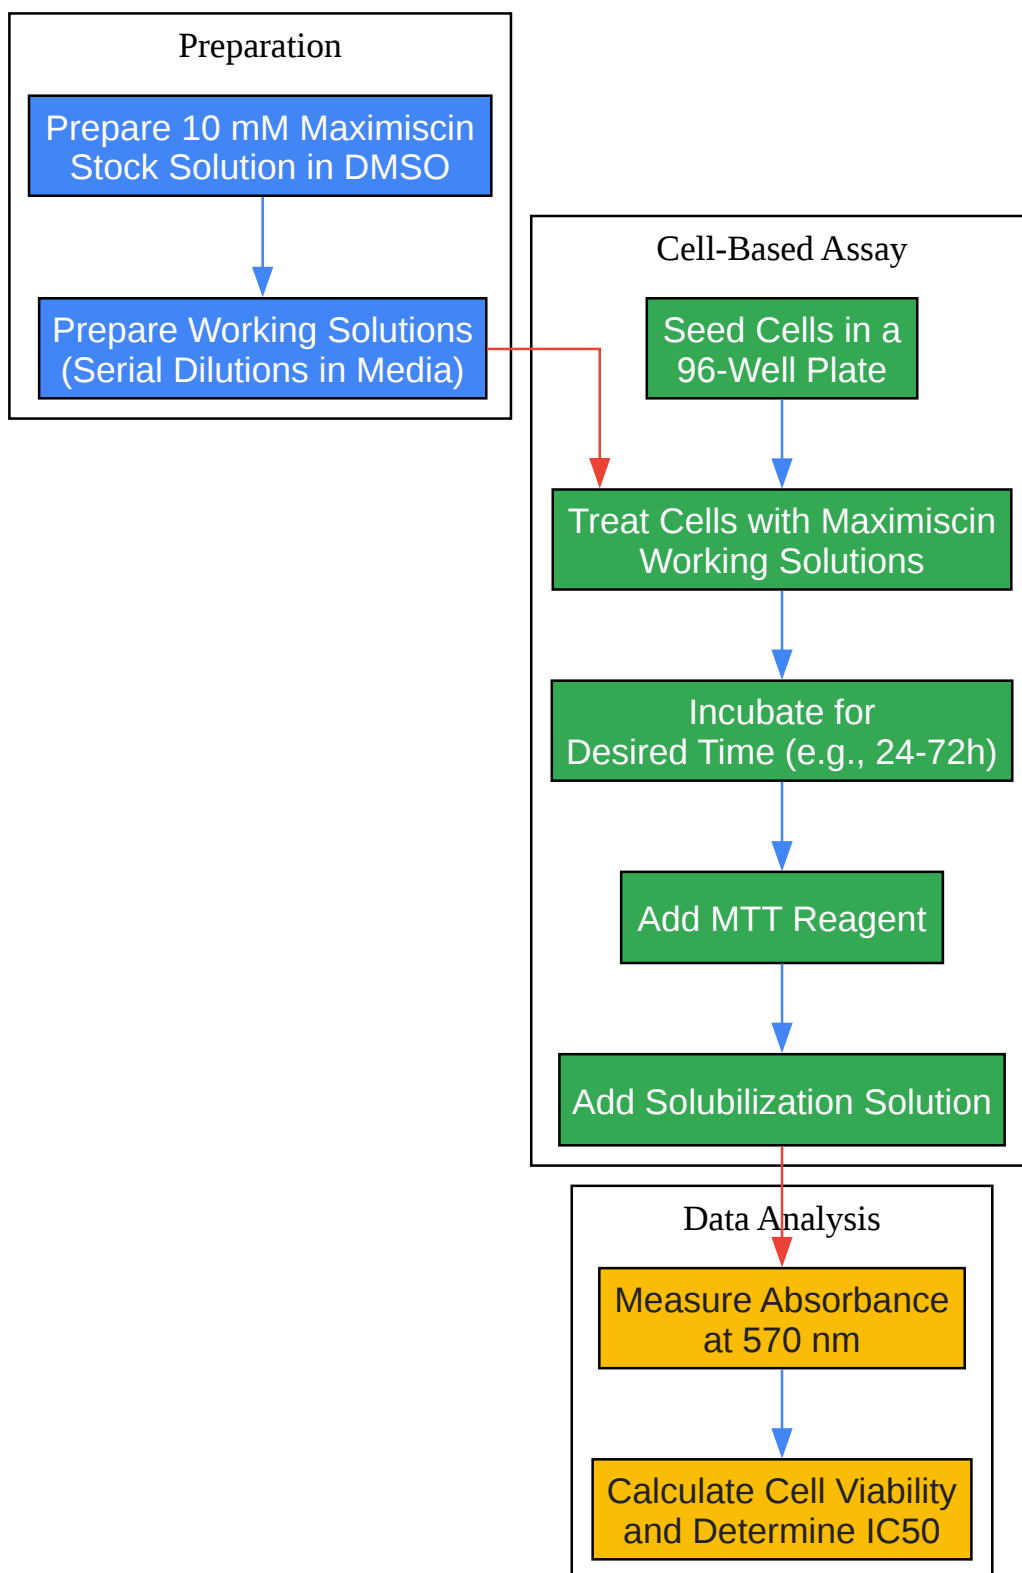 Preparation
Prepare 10 mM Maximiscin
Stock Solution in DMSO
Prepare Working Solutions
(Serial Dilutions in Media)
Cell-Based Assay
Seed Cells in a
96-Well Plate
Treat Cells with Maximiscin
Working Solutions
Incubate for
Desired Time (e.g., 24-72h)
Add MTT Reagent
Add Solubilization Solution
Data Analysis
Measure Absorbance
at 570 nm
Calculate Cell Viability
and Determine IC50